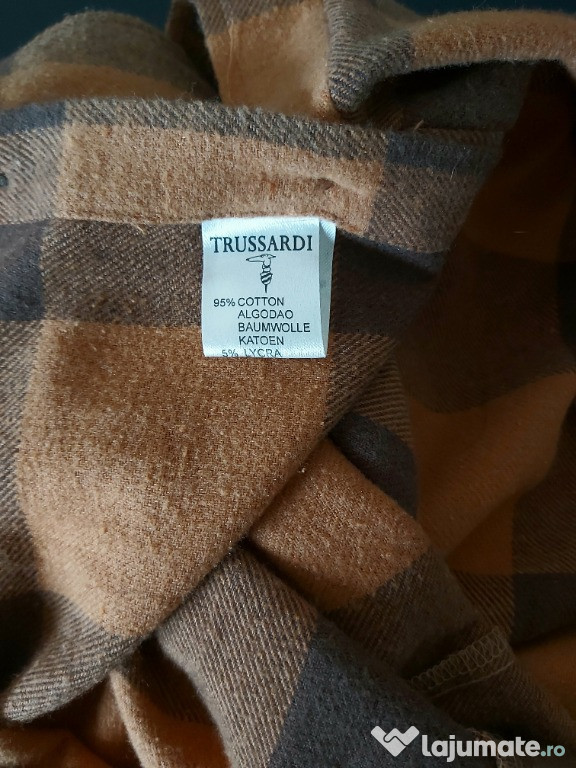 TRUSSARDI
95% COTTON
ALGODAO
BAUMWOLLE
KATOEN
5% LYCRA
lajumate.ro